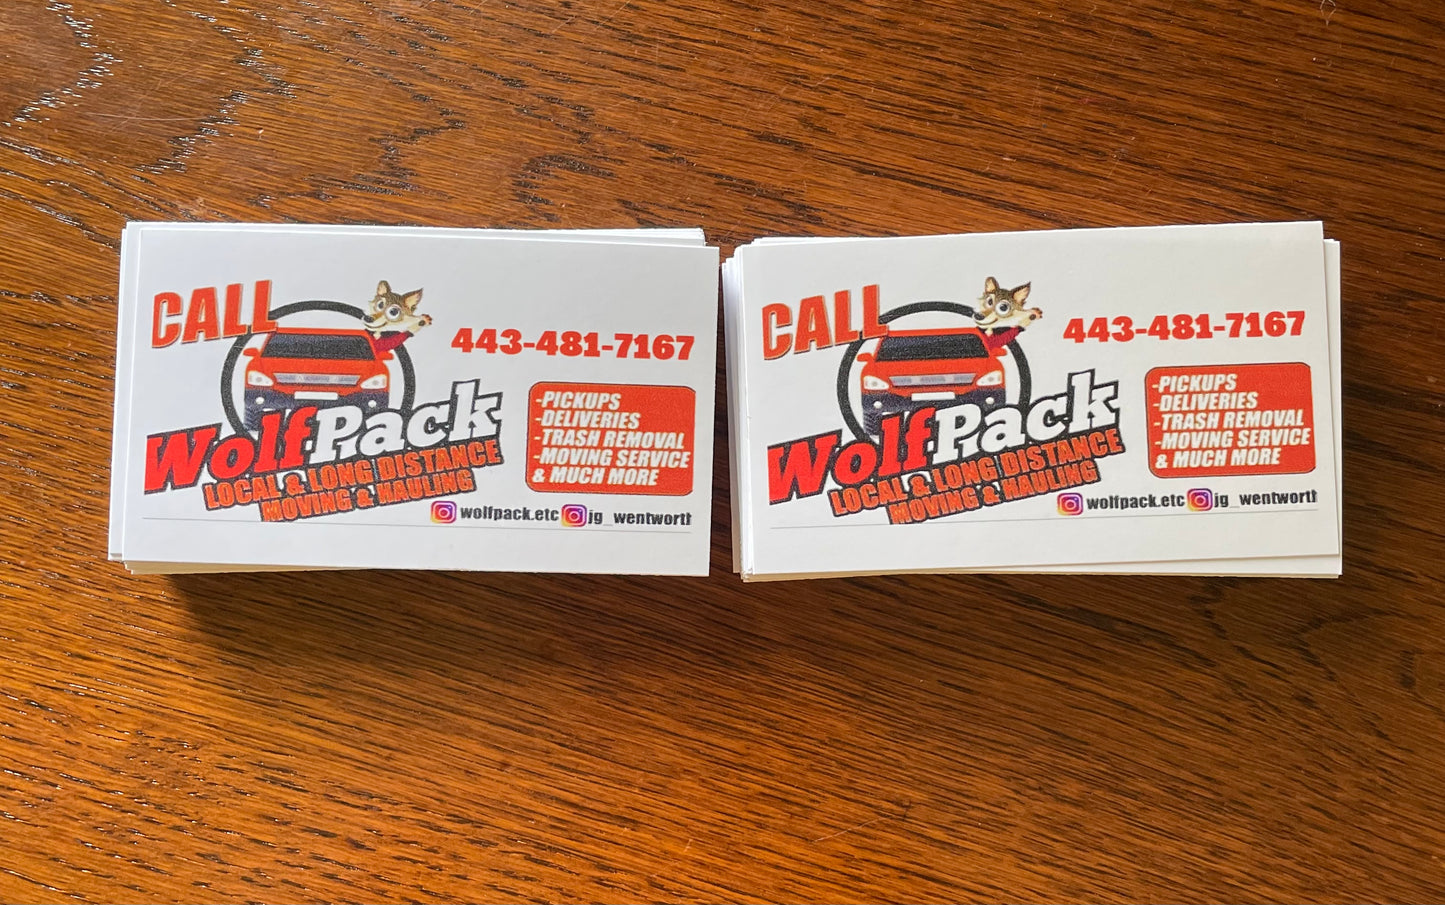 CALL
443-481-7167
WolfPack
LOCAL & LONG DISTANCE
MOVING & HAULING
-PICKUPS
-DELIVERIES
-TRASH REMOVAL
-MOVING SERVICE
& MUCH MORE
wolfpack.etc jg_wentworth
CALL
443-481-7167
WolfPack
LOCAL & LONG DISTANCE
MOVING & HAULING
-PICKUPS
-DELIVERIES
-TRASH REMOVAL
-MOVING SERVICE
& MUCH MORE
wolfpack.etc jg_wentworth